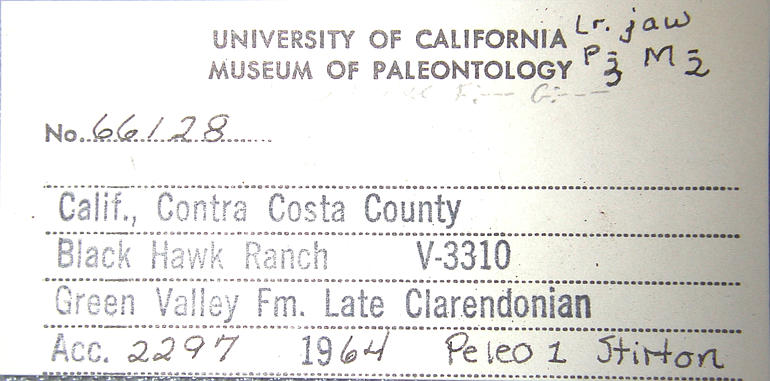 UNIVERSITY OF CALIFORNIA Lr. jaw
MUSEUM OF PALEONTOLOGY P3 M2
No. 66128
Calif., Contra Costa County
Black Hawk Ranch V-3310
Green Valley Fm. Late Clarendonian
Acc. 2297 1964 Peleo 1 Stirton